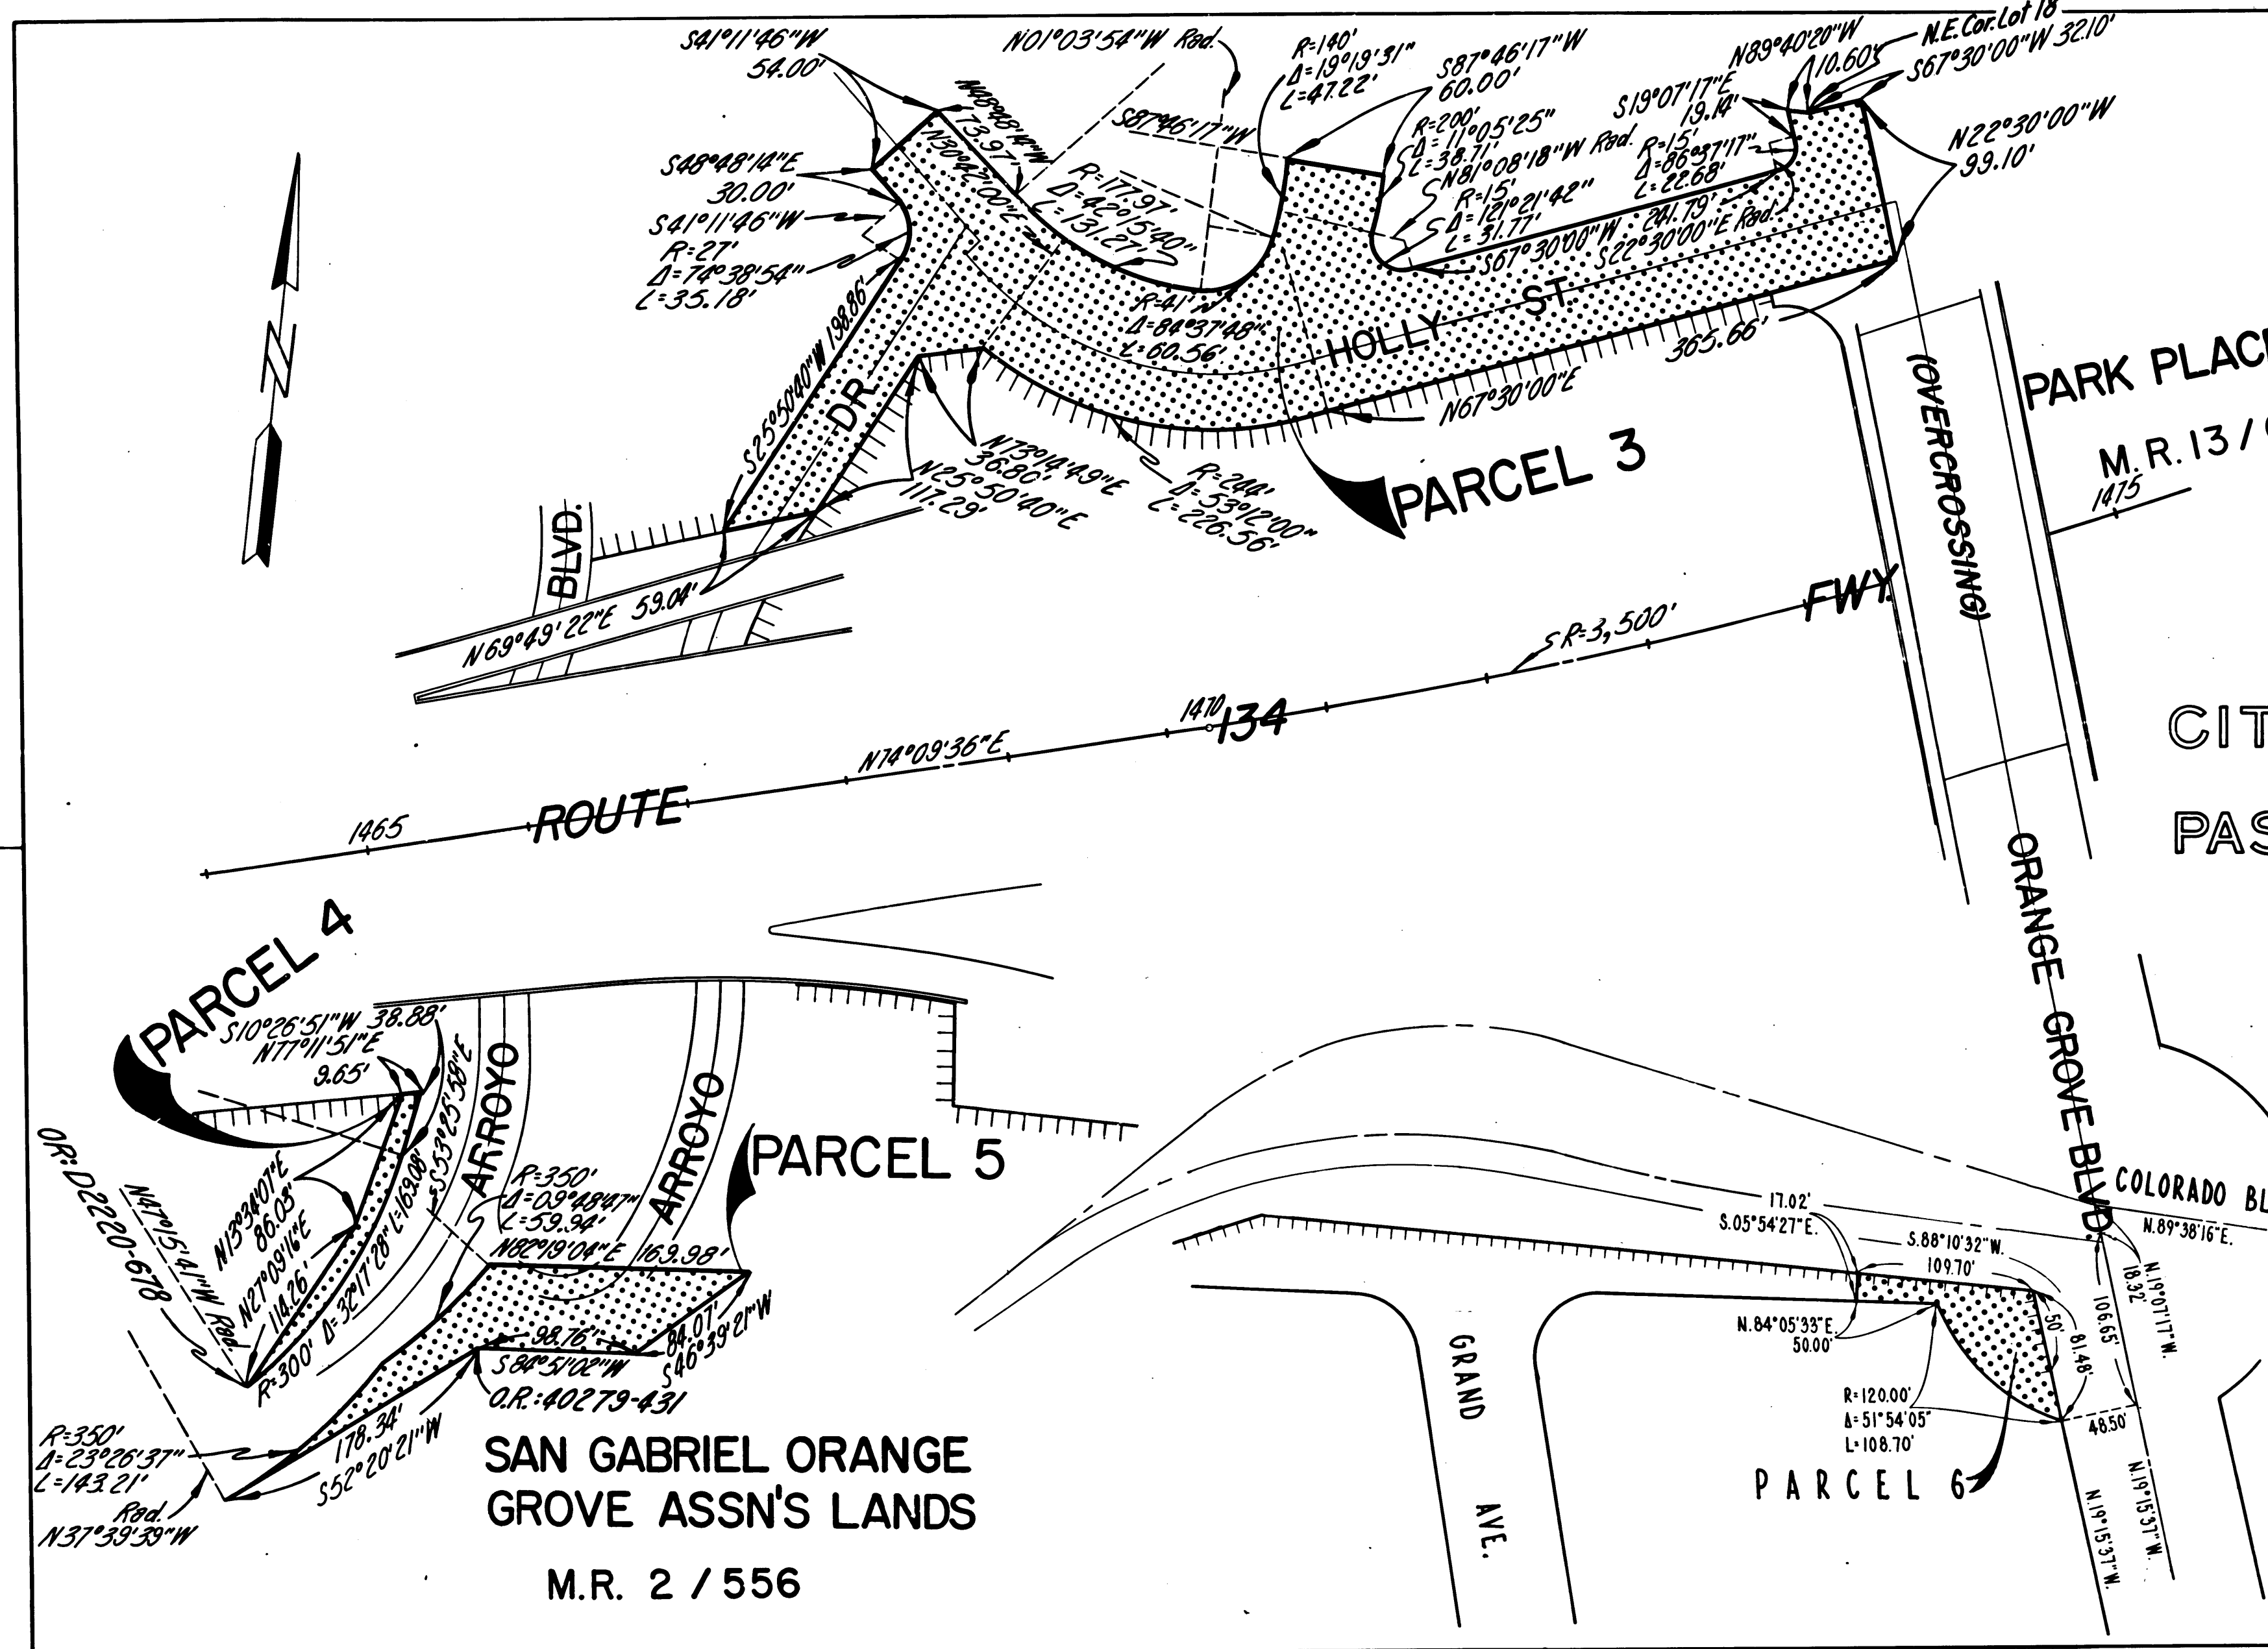 S41°11'46"W
54.00'
N01°03'54"W Rad.
R=140'
Δ=19°19'31"
L=47.22'
S87°46'17"W
60.00'
N89°40'20"W
10.60'
N.E. Cor. Lot 18
S67°30'00"W 32.10'
S19°07'17"E
19.14'
N22°30'00"W
99.10'
S48°48'14"E
30.00'
S41°11'46"W
R=27'
Δ=74°38'54"
L=35.18'
N48°48'14"W
73.97'
N30°42'00"E
S87°46'17"W
R=177.97'
Δ=42°15'40"
L=131.27'
R=200'
Δ=11°05'25"
L=38.71'
N81°08'18"W Rad.
R=15'
Δ=121°21'42"
L=31.77'
R=15'
Δ=86°37'17"
L=22.68'
S67°30'00"W 241.79'
S22°30'00"E Rad.
R=41'
Δ=84°37'48"
L=60.56'
HOLLY ST.
365.66'
N67°30'00"E
S25°50'40"W 198.86'
DR.
N73°14'49"E
36.80'
N25°50'40"E
117.29'
R=244'
Δ=53°12'00"
L=226.56'
PARCEL 3
(OVERCROSSING)
PARK PLACE
M.R. 13 /
1475
BLVD.
N69°49'22"E 59.04'
R=3,500'
FWY.
1470
134
N74°09'36"E
1465
ROUTE
CIT
PAS
ORANGE GROVE BLVD.
PARCEL 4
S10°26'51"W 38.88'
N77°11'51"E
9.65'
S53°25'58"E
ARROYO
ARROYO
PARCEL 5
O.R.: D2220-678
N47°15'41"W Rad.
N13°34'07"E
86.03'
N27°09'16"E
114.26'
R=300' Δ=32°17'28" L=169.08'
R=350'
Δ=09°48'47"
L=59.94'
N82°19'04"E 169.98'
98.76'
S84°51'02"W
84.07'
S46°39'21"W
O.R.: 40279-431
178.34'
S52°20'21"W
R=350'
Δ=23°26'37"
L=143.21'
Rad.
N37°39'39"W
SAN GABRIEL ORANGE
GROVE ASSN'S LANDS
M.R. 2 / 556
COLORADO BL
N.89°38'16"E.
17.02'
S.05°54'27"E.
S.88°10'32"W.
109.70'
N.84°05'33"E.
50.00'
50'
81.48'
106.65'
18.32'
N.19°07'17"W.
48.50'
R=120.00'
Δ=51°54'05"
L=108.70'
PARCEL 6
N.19°15'37"W.
N.19°15'37"W.
GRAND AVE.